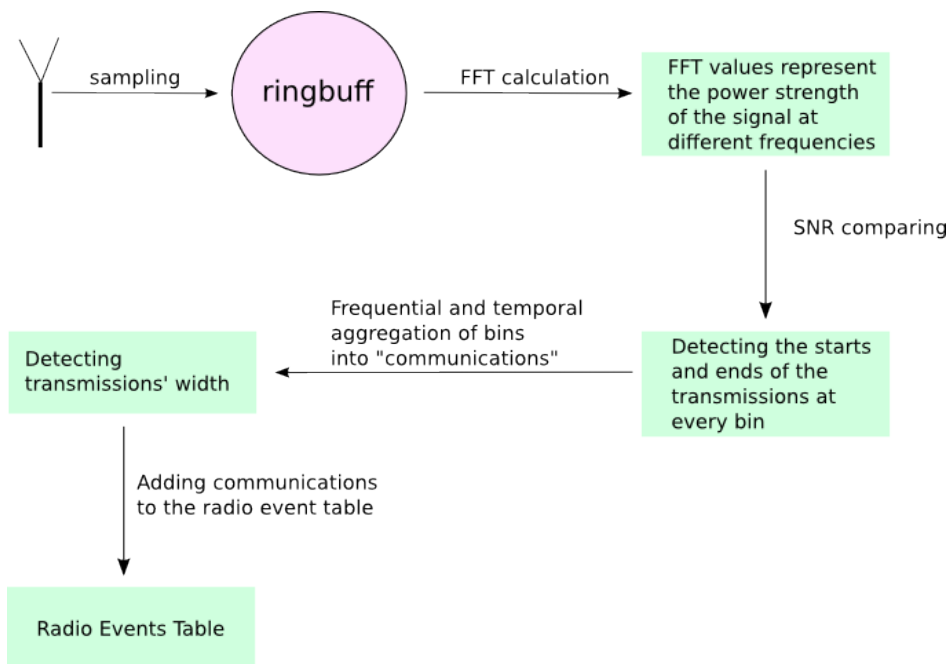 sampling
ringbuff
FFT calculation
FFT values represent
the power strength
of the signal at
different frequencies
SNR comparing
Detecting the starts
and ends of the
transmissions at
every bin
Frequential and temporal
aggregation of bins
into "communications"
Detecting
transmissions' width
Adding communications
to the radio event table
Radio Events Table